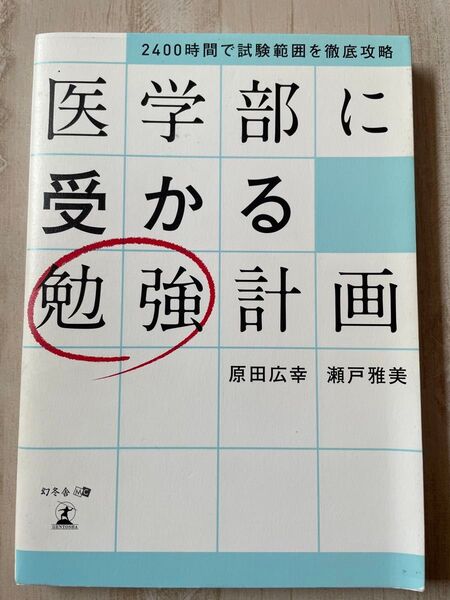 2400時間で試験範囲を徹底攻略
医学部に
受かる
勉強計画
原田広幸 瀬戸雅美
幻冬舎 MC
GENTOSHA